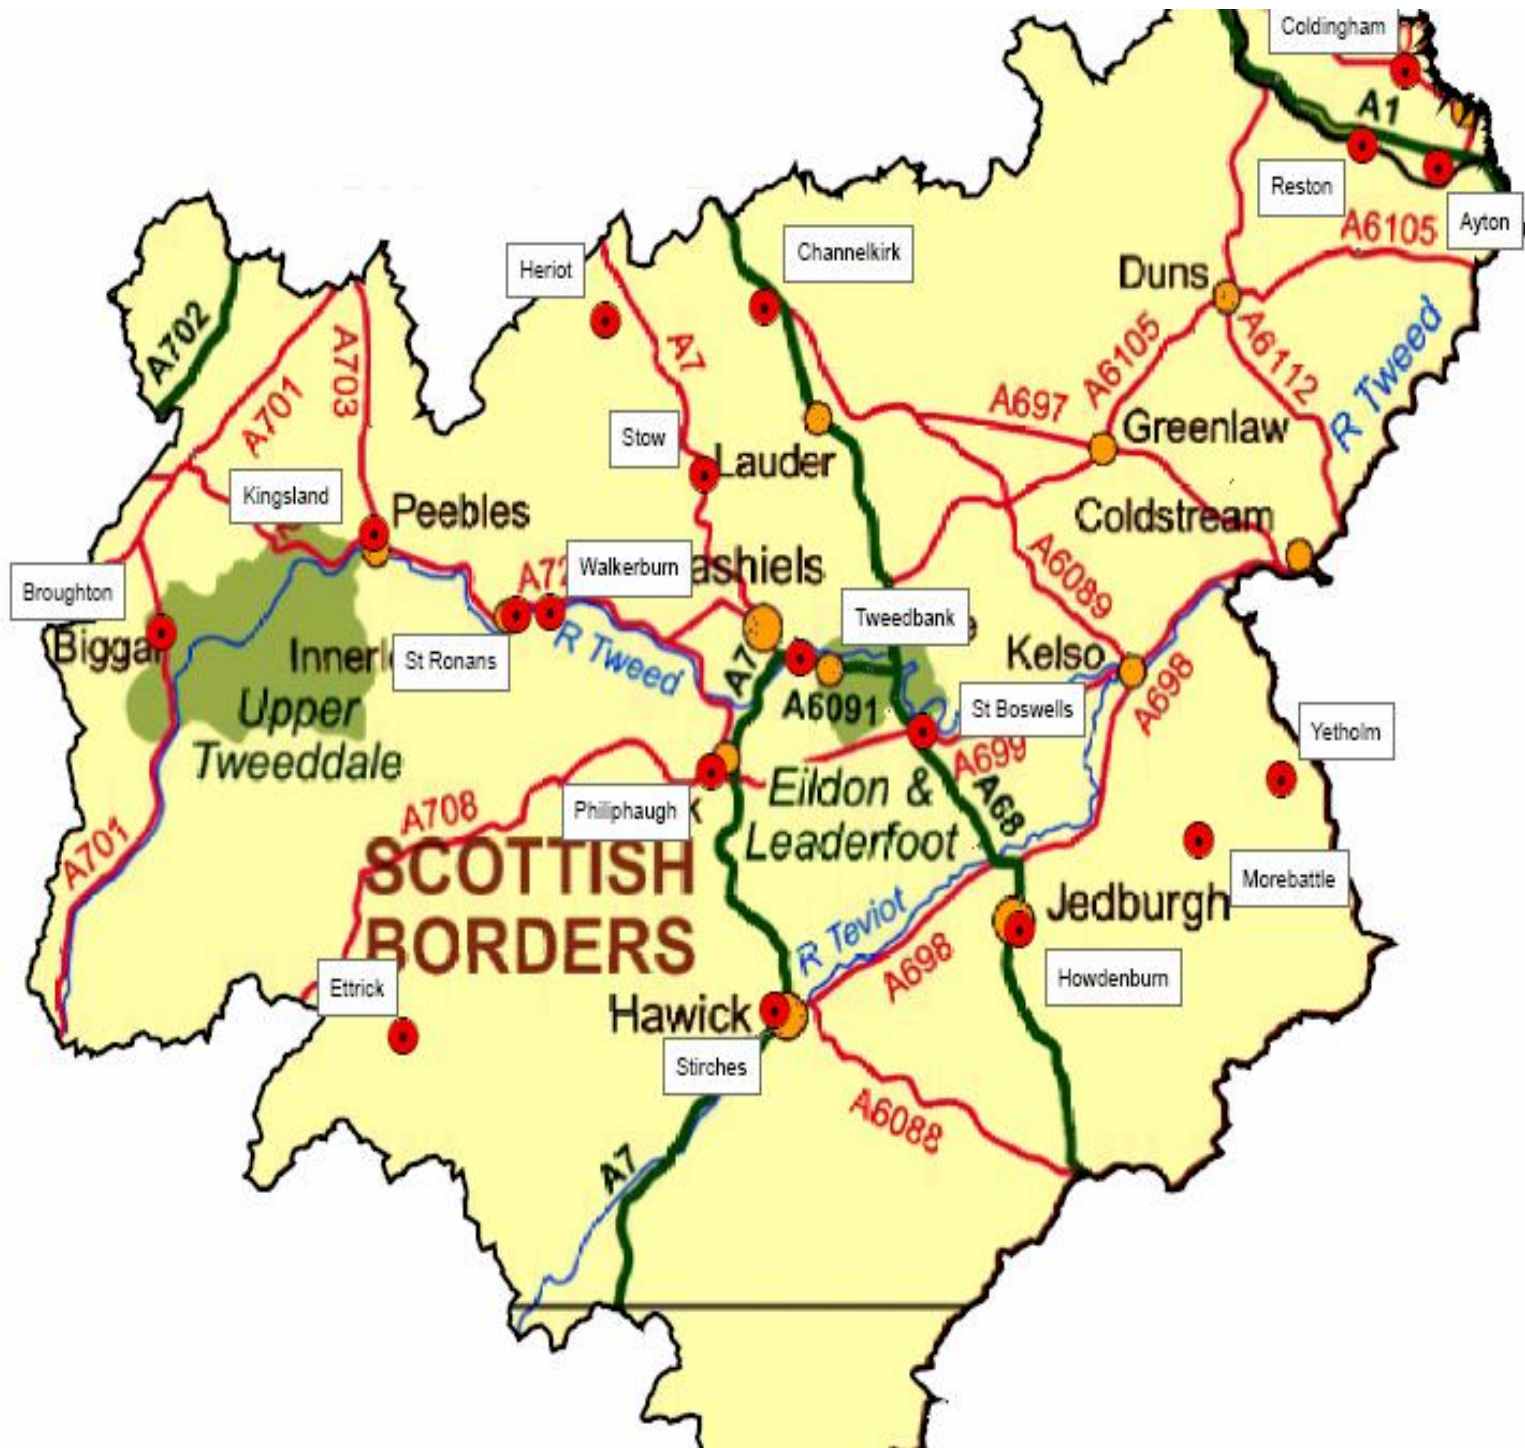 Coldingham
A1
Reston
Ayton
A6105
Channelkirk
Heriot
Duns
A702
A703
A701
A7
A6105
A6112
R Tweed
A697
Greenlaw
Stow
Lauder
Kingsland
Peebles
Coldstream
Walkerburn
ashiels
A6089
Broughton
Tweedbank
Biggar
St Ronans
R Tweed
Kelso
A7
A6091
A698
St Boswells
Upper
Tweeddale
A699
Yetholm
Eildon &
Leaderfoot
A68
Philiphaugh
A708
A701
SCOTTISH
BORDERS
Morebattle
Jedburgh
R Teviot
A698
Howdenburn
Ettrick
Hawick
Stirches
A6088
A7